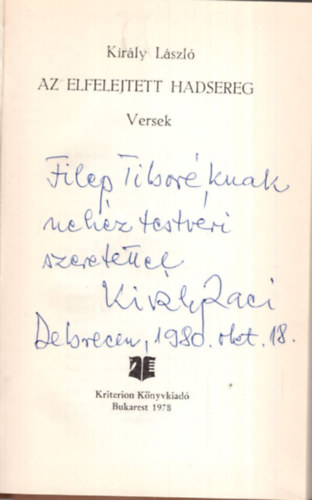 Király László
AZ ELFELEJTETT HADSEREG
Versek
Filep Tiboréknak
nehéz testvéri
szeretettel
Király Laci
Debrecen, 1980. okt. 18.
Kriterion Könyvkiadó
Bukarest 1978